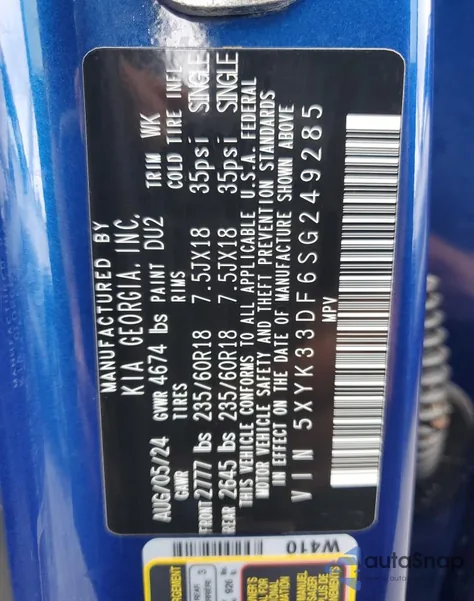 MANUFACTURED BY
KIA GEORGIA, INC.
AUG/05/24 GVWR 4674 lbs PAINT DU2 TRIM WK
GAWR TIRES RIMS COLD TIRE INFL
FRONT 2777 lbs 235/60R18 7.5JX18 35psi SINGLE
REAR 2645 lbs 235/60R18 7.5JX18 35psi SINGLE
THIS VEHICLE CONFORMS TO ALL APPLICABLE U.S.A. FEDERAL
MOTOR VEHICLE SAFETY AND THEFT PREVENTION STANDARDS
IN EFFECT ON THE DATE OF MANUFACTURE SHOWN ABOVE
VIN 5XYK33DF6SG249285
MPV
W410
autoSnap